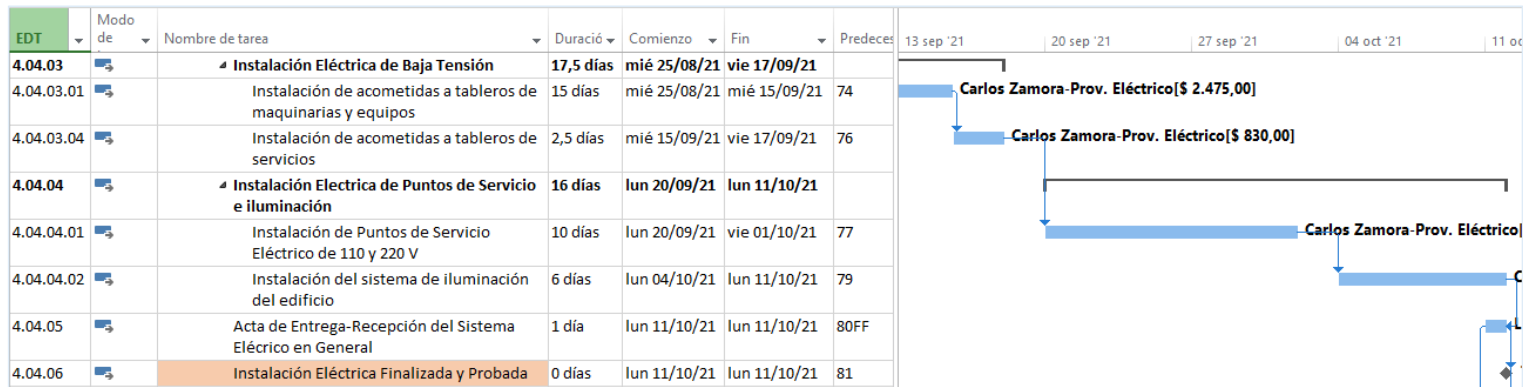 EDT Modo de Nombre de tarea Duració Comienzo Fin Predeces 13 sep '21 20 sep '21 27 sep '21 04 oct '21 11 oc
4.04.03 Instalación Eléctrica de Baja Tensión 17,5 días mié 25/08/21 vie 17/09/21
4.04.03.01 Instalación de acometidas a tableros de 15 días mié 25/08/21 mié 15/09/21 74 Carlos Zamora-Prov. Eléctrico[$ 2.475,00]
maquinarias y equipos
4.04.03.04 Instalación de acometidas a tableros de 2,5 días mié 15/09/21 vie 17/09/21 76 Carlos Zamora-Prov. Eléctrico[$ 830,00]
servicios
4.04.04 Instalación Electrica de Puntos de Servicio 16 días lun 20/09/21 lun 11/10/21
e iluminación
4.04.04.01 Instalación de Puntos de Servicio 10 días lun 20/09/21 vie 01/10/21 77 Carlos Zamora-Prov. Eléctrico[
Eléctrico de 110 y 220 V
4.04.04.02 Instalación del sistema de iluminación 6 días lun 04/10/21 lun 11/10/21 79 C
del edificio
4.04.05 Acta de Entrega-Recepción del Sistema 1 día lun 11/10/21 lun 11/10/21 80FF L
Elécrico en General
4.04.06 Instalación Eléctrica Finalizada y Probada 0 días lun 11/10/21 lun 11/10/21 81